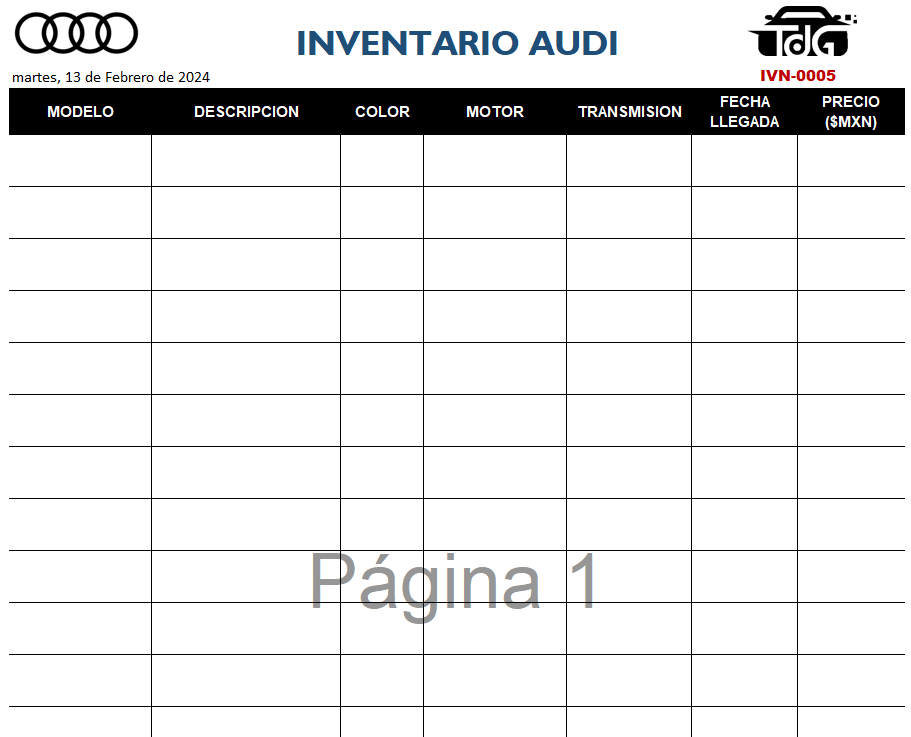 INVENTARIO AUDI
TdG
martes, 13 de Febrero de 2024
IVN-0005
MODELO DESCRIPCION COLOR MOTOR TRANSMISION FECHA LLEGADA PRECIO ($MXN)
Página 1